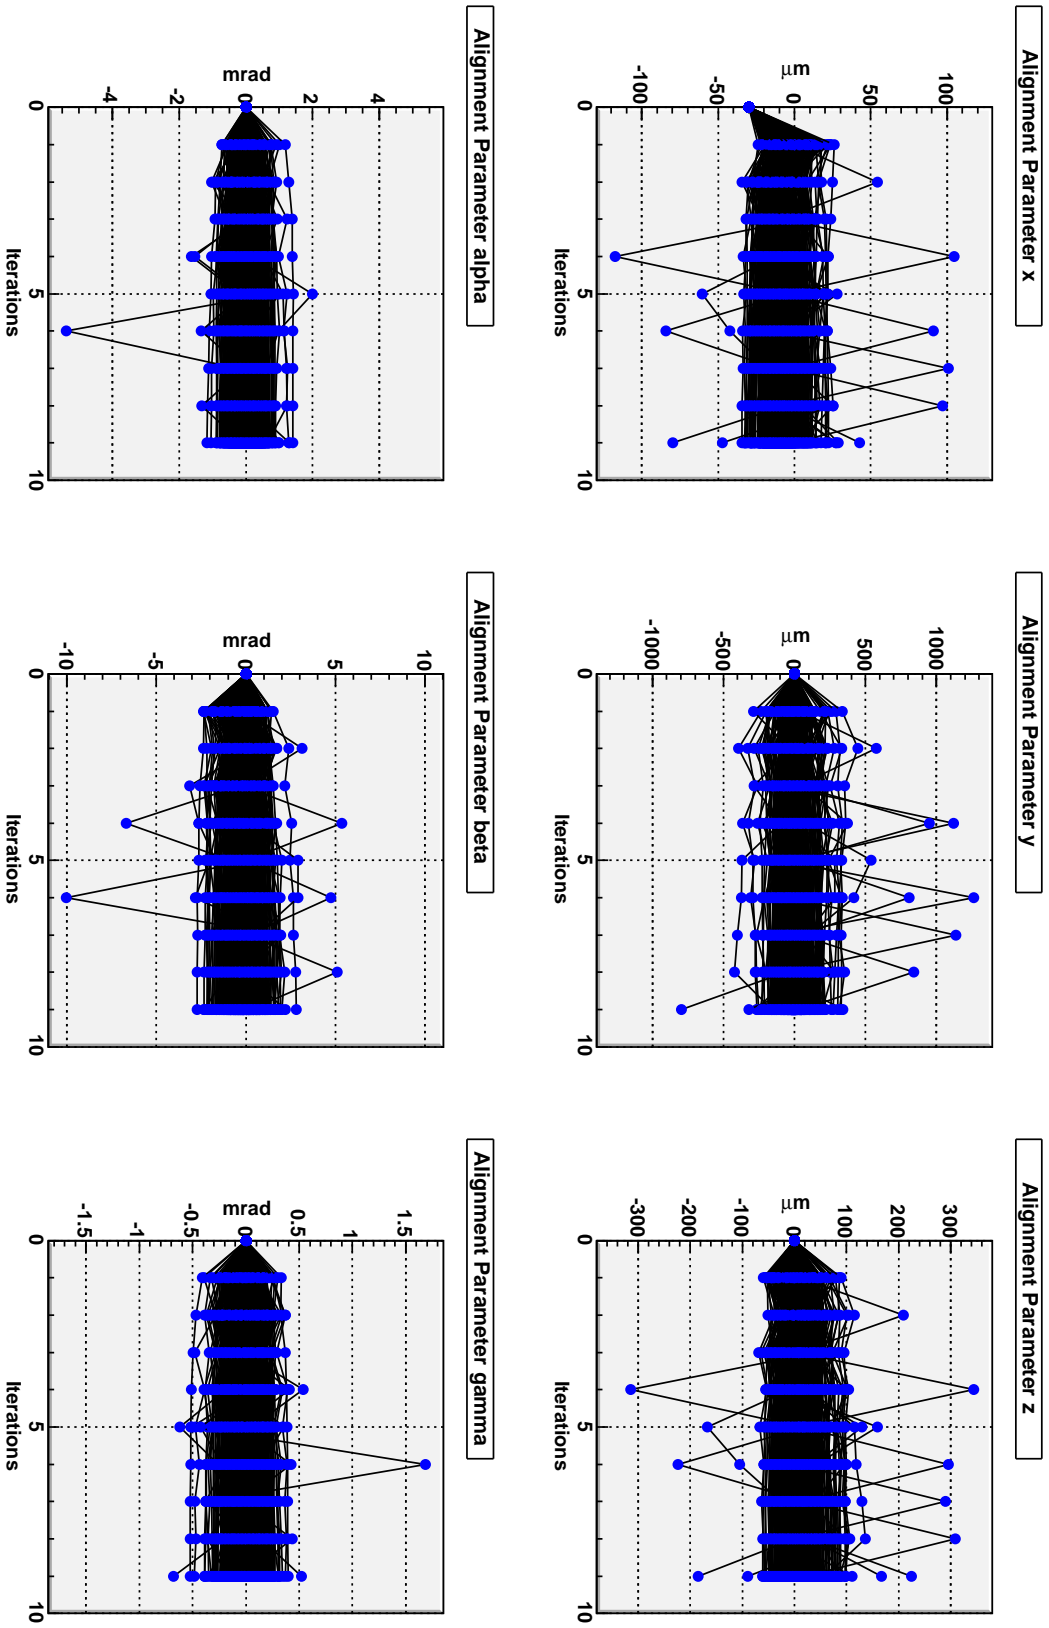 Alignment Parameter x
μm
100
50
0
-50
-100
0
5
10
Iterations
Alignment Parameter y
μm
1000
500
0
-500
-1000
0
5
10
Iterations
Alignment Parameter z
μm
300
200
100
0
-100
-200
-300
0
5
10
Iterations
Alignment Parameter alpha
mrad
4
2
0
-2
-4
0
5
10
Iterations
Alignment Parameter beta
mrad
10
5
0
-5
-10
0
5
10
Iterations
Alignment Parameter gamma
mrad
1.5
1
0.5
0
-0.5
-1
-1.5
0
5
10
Iterations